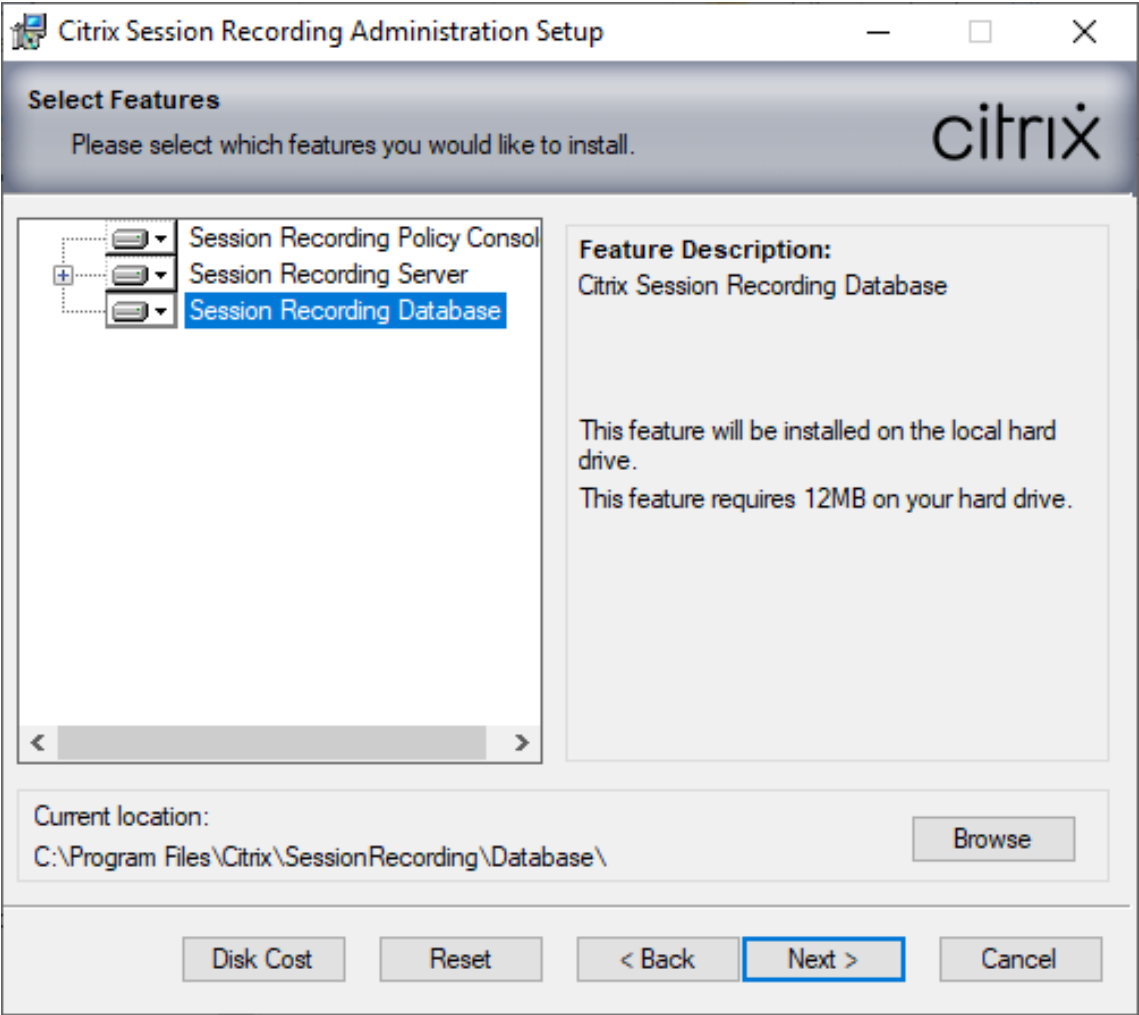 Citrix Session Recording Administration Setup
Select Features
Please select which features you would like to install.
citrix
Session Recording Policy Consol
Session Recording Server
Session Recording Database
Feature Description:
Citrix Session Recording Database
This feature will be installed on the local hard
drive.
This feature requires 12MB on your hard drive.
Current location:
C:\Program Files\Citrix\SessionRecording\Database\
Browse
Disk Cost
Reset
< Back
Next >
Cancel